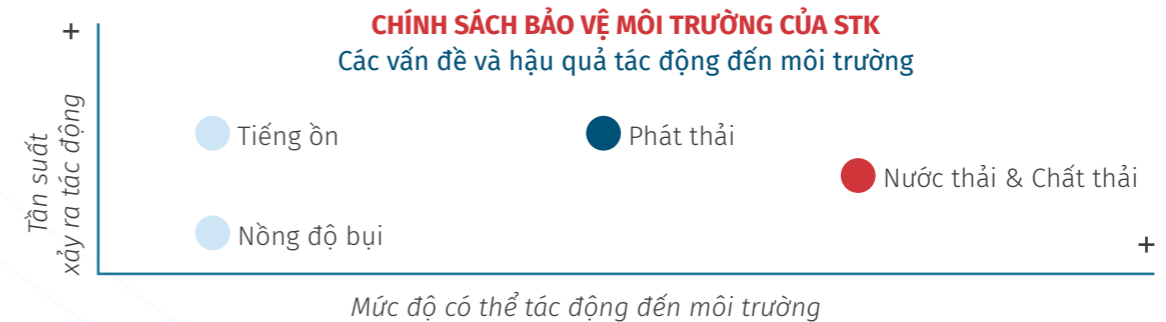 CHÍNH SÁCH BẢO VỆ MÔI TRƯỜNG CỦA STK
Các vấn đề và hậu quả tác động đến môi trường
+
Tần suất
xảy ra tác động
Tiếng ồn
Phát thải
Nước thải & Chất thải
Nồng độ bụi
+
Mức độ có thể tác động đến môi trường